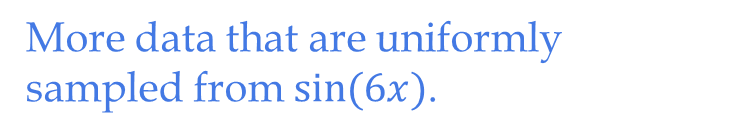 More data that are uniformly
sampled from sin(6x).